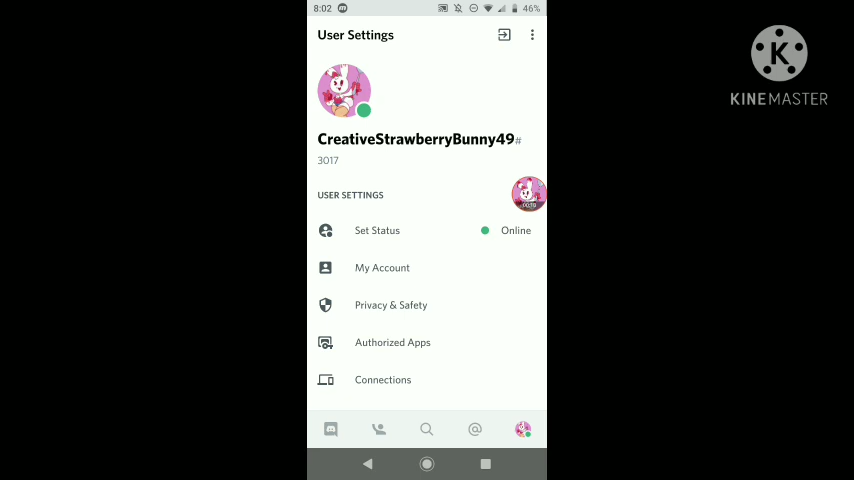 8:02
46%
User Settings
CreativeStrawberryBunny49#
3017
USER SETTINGS
Set Status
Online
My Account
Privacy & Safety
Authorized Apps
Connections
K
KINEMASTER